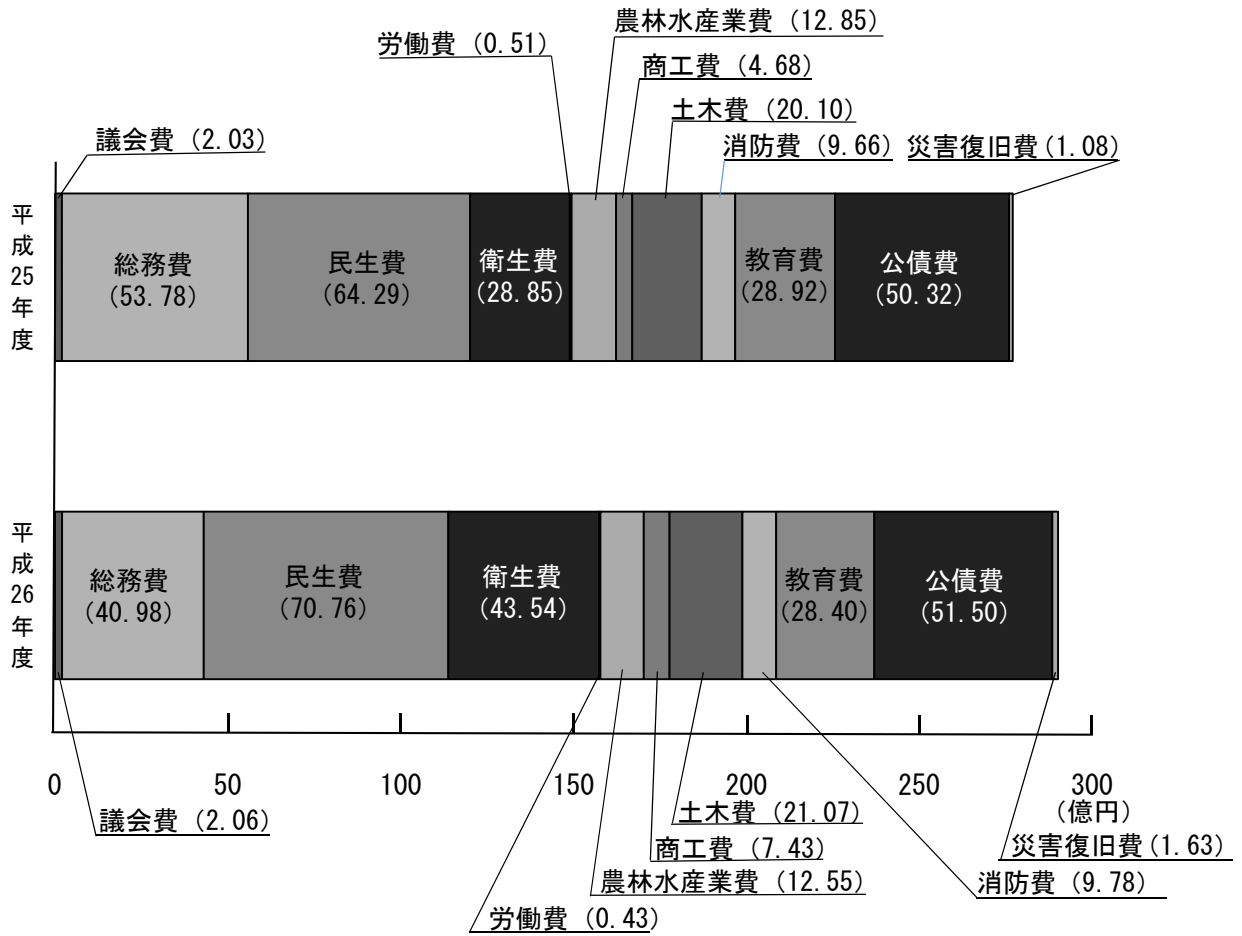 農林水産業費 (12.85)
労働費 (0.51)
商工費 (4.68)
土木費 (20.10)
議会費 (2.03)
消防費 (9.66)
災害復旧費 (1.08)
平成25年度
総務費
(53.78)
民生費
(64.29)
衛生費
(28.85)
教育費
(28.92)
公債費
(50.32)
平成26年度
総務費
(40.98)
民生費
(70.76)
衛生費
(43.54)
教育費
(28.40)
公債費
(51.50)
0 50 100 150 200 250 300
(億円)
議会費 (2.06)
土木費 (21.07)
商工費 (7.43)
災害復旧費 (1.63)
農林水産業費 (12.55)
消防費 (9.78)
労働費 (0.43)